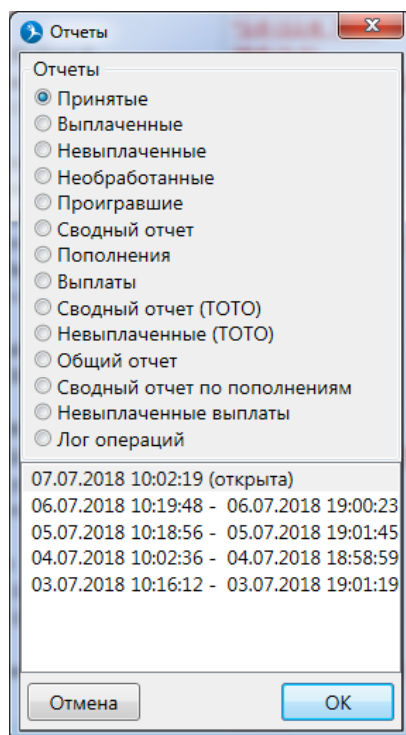 Отчеты
Отчеты
Принятые
Выплаченные
Невыплаченные
Необработанные
Проигравшие
Сводный отчет
Пополнения
Выплаты
Сводный отчет (ТОТО)
Невыплаченные (ТОТО)
Общий отчет
Сводный отчет по пополнениям
Невыплаченные выплаты
Лог операций
07.07.2018 10:02:19 (открыта)
06.07.2018 10:19:48 - 06.07.2018 19:00:23
05.07.2018 10:18:56 - 05.07.2018 19:01:45
04.07.2018 10:02:36 - 04.07.2018 18:58:59
03.07.2018 10:16:12 - 03.07.2018 19:01:19
Отмена
OK